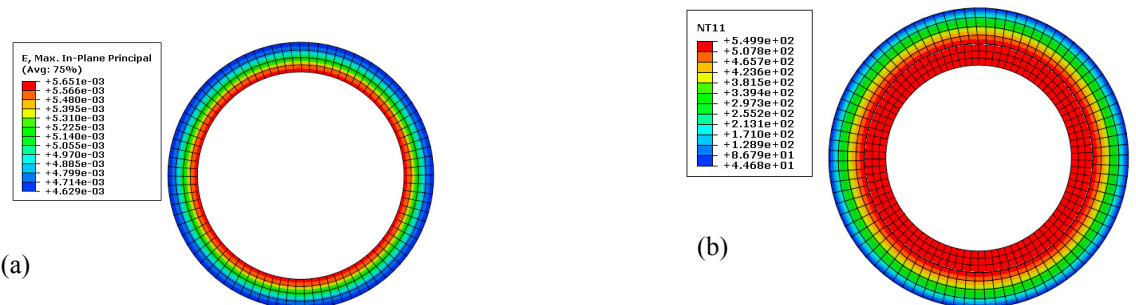 E, Max. In-Plane Principal
(Avg: 75%)
+5.651e-03
+5.566e-03
+5.480e-03
+5.395e-03
+5.310e-03
+5.225e-03
+5.140e-03
+5.055e-03
+4.970e-03
+4.885e-03
+4.799e-03
+4.714e-03
+4.629e-03
(a)
NT11
+5.499e+02
+5.078e+02
+4.657e+02
+4.236e+02
+3.815e+02
+3.394e+02
+2.973e+02
+2.552e+02
+2.131e+02
+1.710e+02
+1.289e+02
+8.679e+01
+4.468e+01
(b)